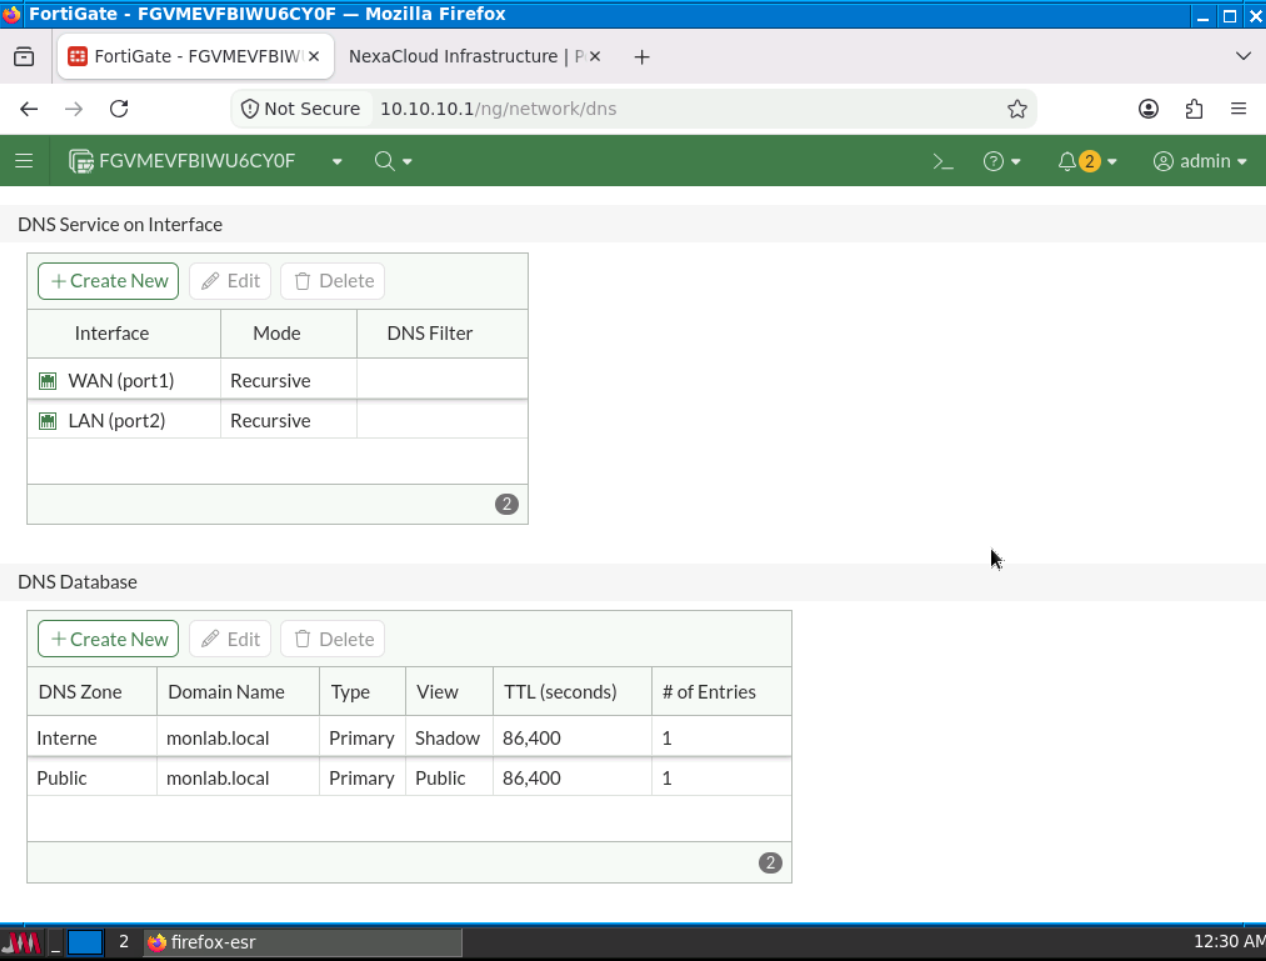 FortiGate - FGVMEVFBIWU6CY0F — Mozilla Firefox
FortiGate - FGVMEVFBIW
NexaCloud Infrastructure | P
Not Secure 10.10.10.1/ng/network/dns
FGVMEVFBIWU6CY0F
>_ ? 2 admin
DNS Service on Interface
+ Create New Edit Delete
Interface Mode DNS Filter
WAN (port1) Recursive
LAN (port2) Recursive
2
DNS Database
+ Create New Edit Delete
DNS Zone Domain Name Type View TTL (seconds) # of Entries
Interne monlab.local Primary Shadow 86,400 1
Public monlab.local Primary Public 86,400 1
2
2 firefox-esr 12:30 AM